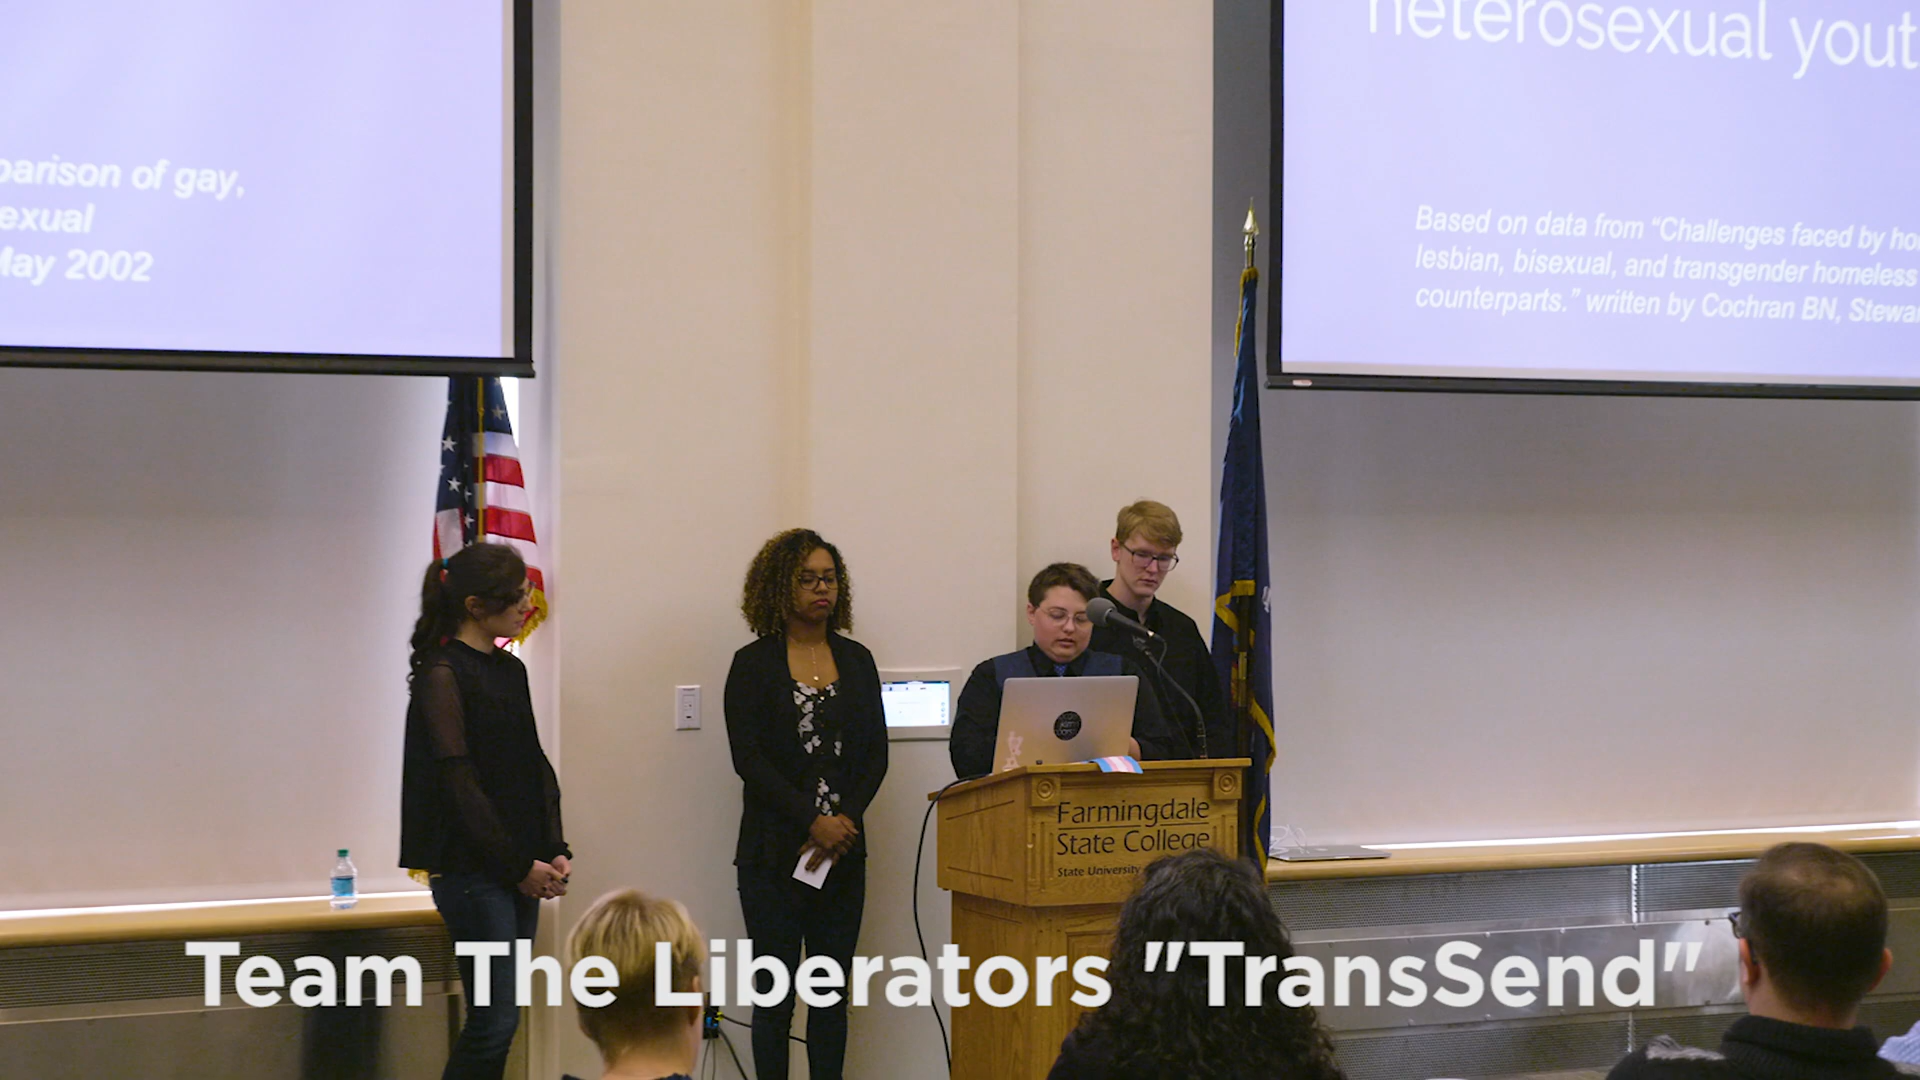 parison of gay,
exual
May 2002
heterosexual yout
Based on data from “Challenges faced by ho
lesbian, bisexual, and transgender homeless
counterparts.” written by Cochran BN, Stewar
Farmingdale
State College
State University
Team The Liberators "TransSend"